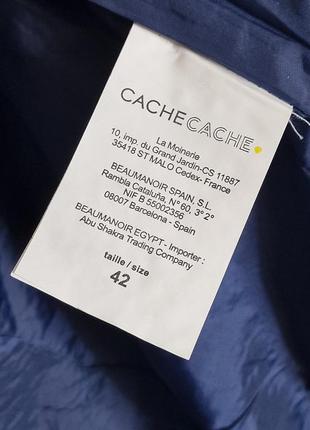 CACHECACHE
La Moinerie
10, imp. du Grand Jardin-CS 11887
35418 ST MALO Cedex- France
BEAUMANOIR SPAIN, S.L.
Rambla Cataluña, N° 60, 3° 2°
NIF B 55002356
08007 Barcelona - Spain
BEAUMANOIR EGYPT - Importer :
Abu Shakra Trading Company
taille / size
42